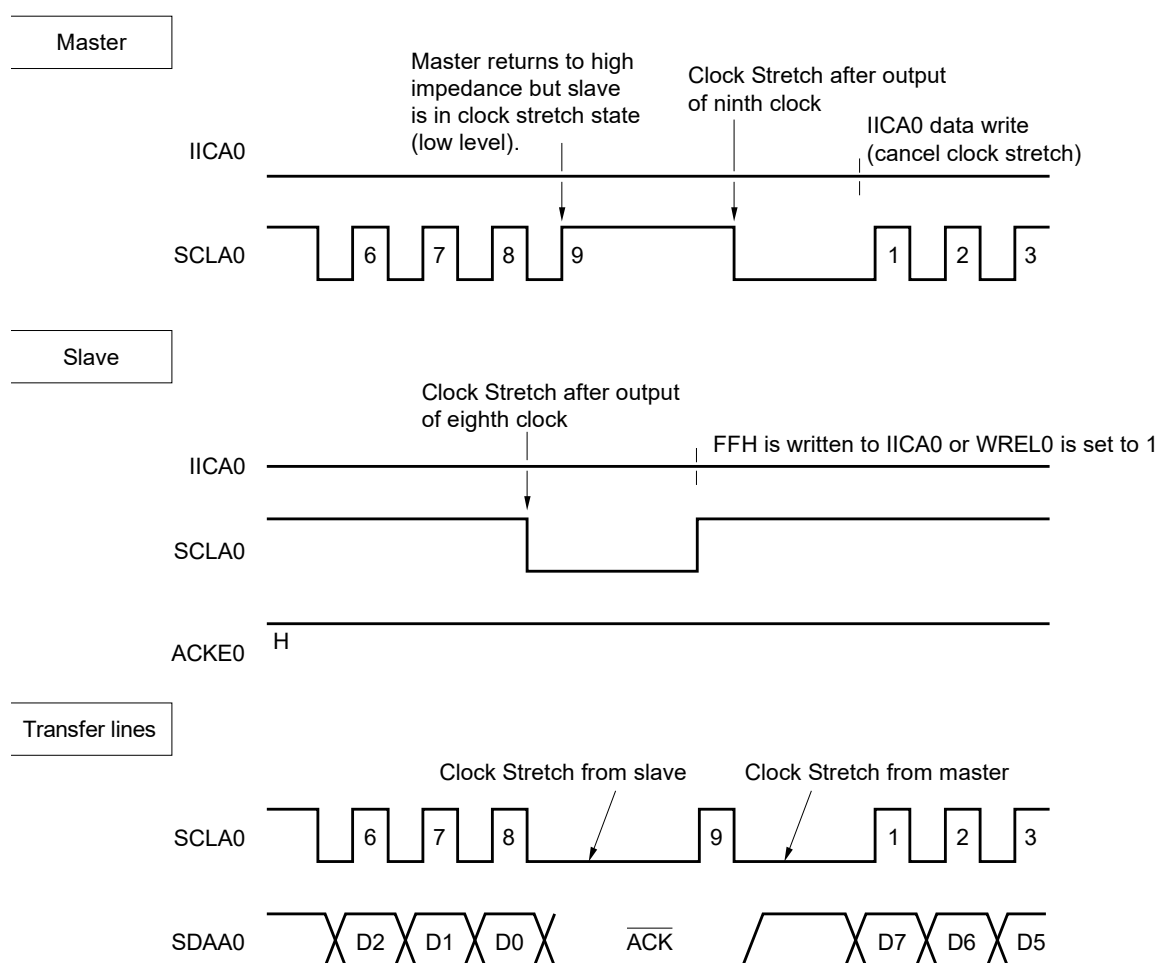 Master
Master returns to high
impedance but slave
is in clock stretch state
(low level).
Clock Stretch after output
of ninth clock
IICA0 data write
(cancel clock stretch)
IICA0
SCLA0
6 7 8 9 1 2 3
Slave
Clock Stretch after output
of eighth clock
FFH is written to IICA0 or WREL0 is set to 1
IICA0
SCLA0
H
ACKE0
Transfer lines
Clock Stretch from slave
Clock Stretch from master
SCLA0
6 7 8 9 1 2 3
SDAA0
D2 D1 D0 ACK D7 D6 D5